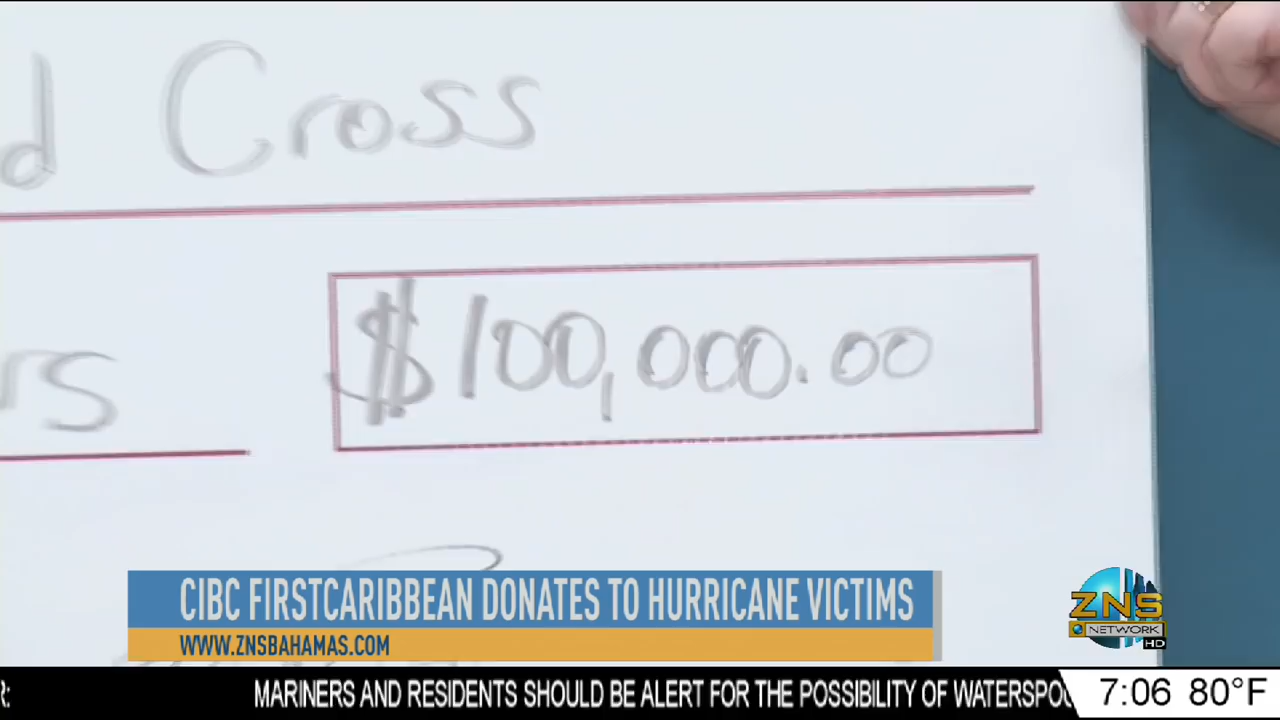 d Cross
rs
$100,000.00
CIBC FIRSTCARIBBEAN DONATES TO HURRICANE VICTIMS
WWW.ZNSBAHAMAS.COM
ZNS
NETWORK
HD
R: MARINERS AND RESIDENTS SHOULD BE ALERT FOR THE POSSIBILITY OF WATERSPOU 7:06 80°F